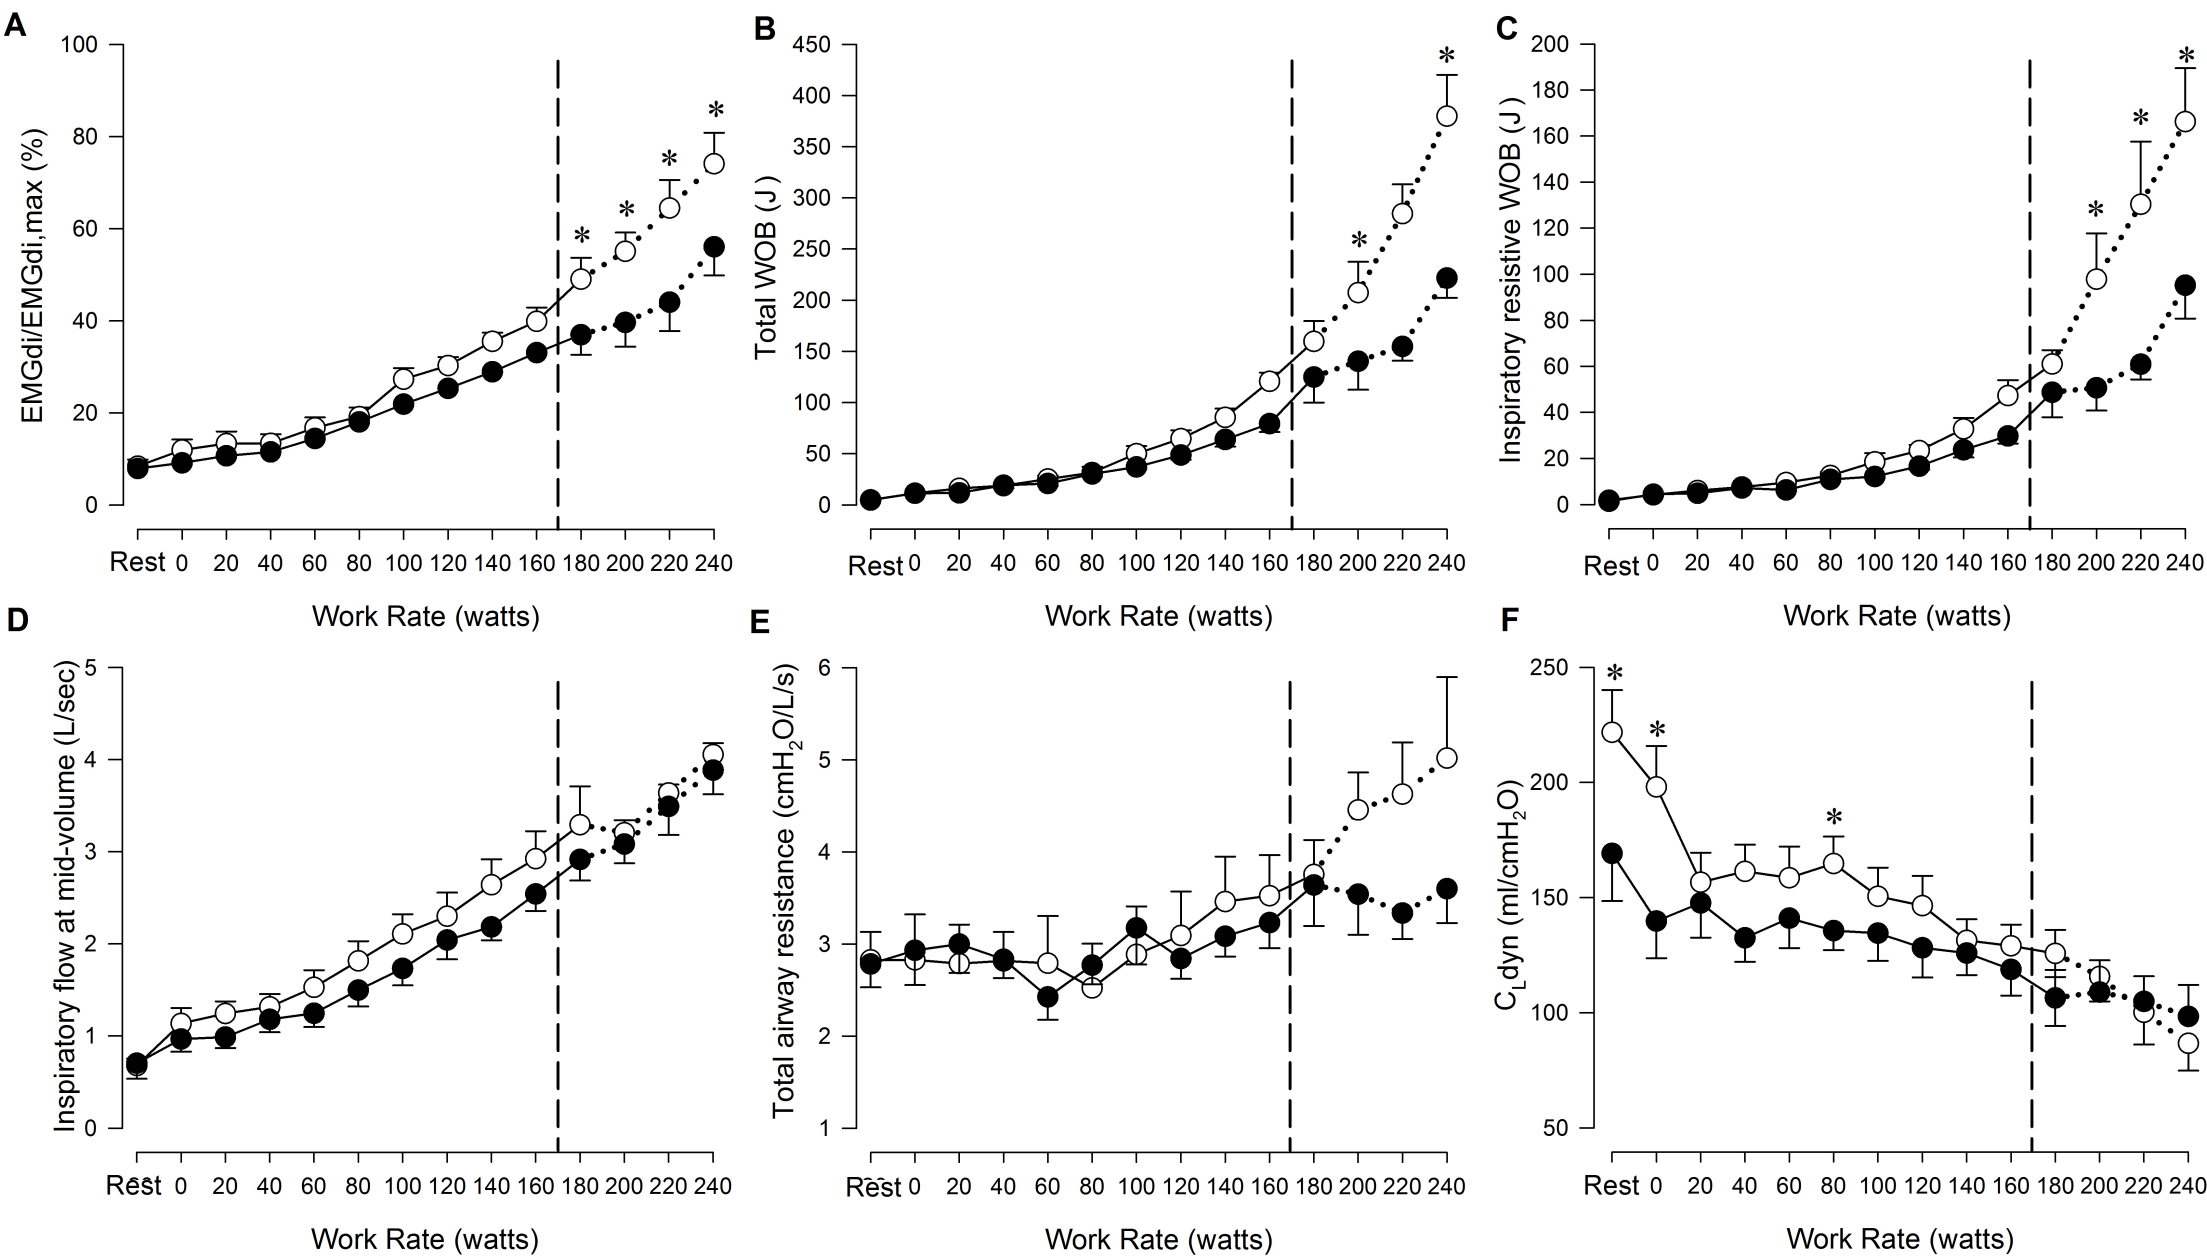 A
EMGdi/EMGdi,max (%)
100
80
60
40
20
0
* * * *
Rest 0 20 40 60 80 100 120 140 160 180 200 220 240
Work Rate (watts)
B
Total WOB (J)
450
400
350
300
250
200
150
100
50
0
* *
Rest 0 20 40 60 80 100 120 140 160 180 200 220 240
Work Rate (watts)
C
Inspiratory resistive WOB (J)
200
180
160
140
120
100
80
60
40
20
0
* * *
Rest 0 20 40 60 80 100 120 140 160 180 200 220 240
Work Rate (watts)
D
Inspiratory flow at mid-volume (L/sec)
5
4
3
2
1
0
Rest 0 20 40 60 80 100 120 140 160 180 200 220 240
Work Rate (watts)
E
Total airway resistance (cmH2O/L/s)
6
5
4
3
2
1
Rest 0 20 40 60 80 100 120 140 160 180 200 220 240
Work Rate (watts)
F
CLdyn (ml/cmH2O)
250
200
150
100
50
* * *
Rest 0 20 40 60 80 100 120 140 160 180 200 220 240
Work Rate (watts)